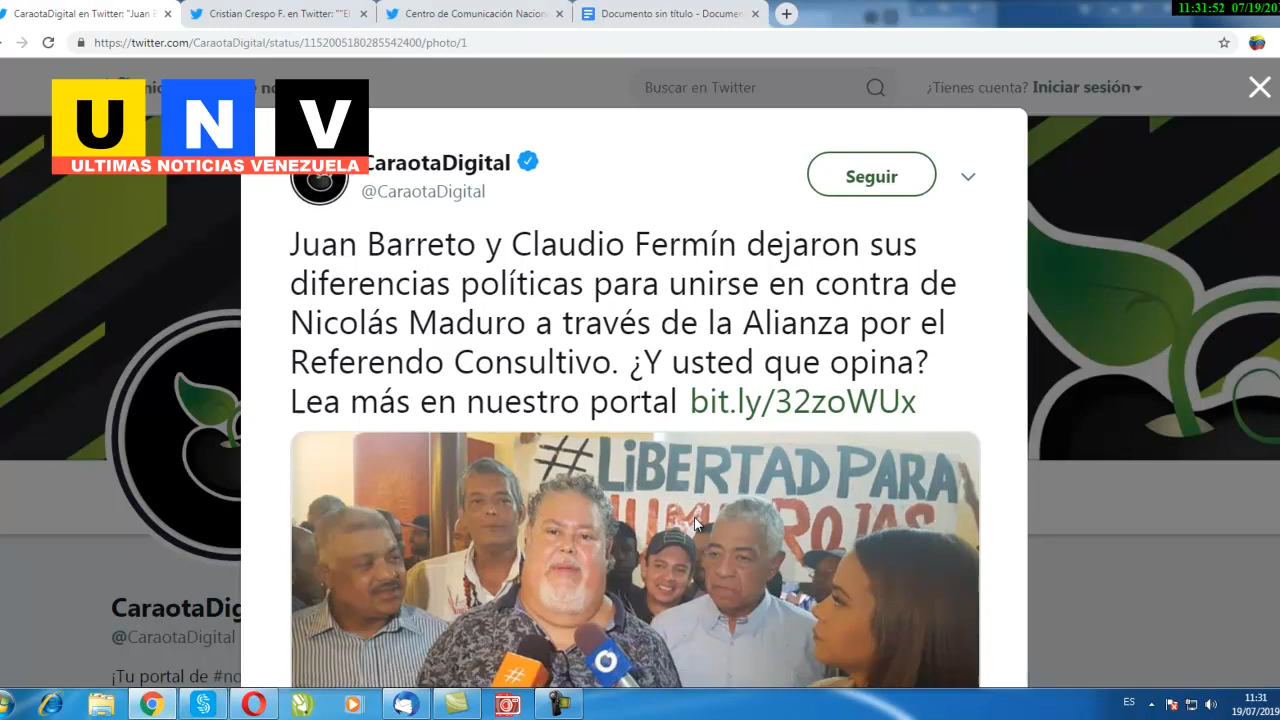 CaraotaDigital en Twitter: "Juan B
Cristian Crespo F. en Twitter: ""El
Centro de Comunicación Nacion
Documento sin título - Documen
11:31:52 07/19/20
https://twitter.com/CaraotaDigital/status/1152005180285542400/photo/1
Buscar en Twitter
¿Tienes cuenta? Iniciar sesión
U N V
ULTIMAS NOTICIAS VENEZUELA
CaraotaDigital
@CaraotaDigital
Seguir
Juan Barreto y Claudio Fermín dejaron sus
diferencias políticas para unirse en contra de
Nicolás Maduro a través de la Alianza por el
Referendo Consultivo. ¿Y usted que opina?
Lea más en nuestro portal bit.ly/32zoWUx
#LiBERTAD PARA
ROJAS
#
CaraotaDig
@CaraotaDigital
¡Tu portal de #no
ES
11:31
19/07/2019